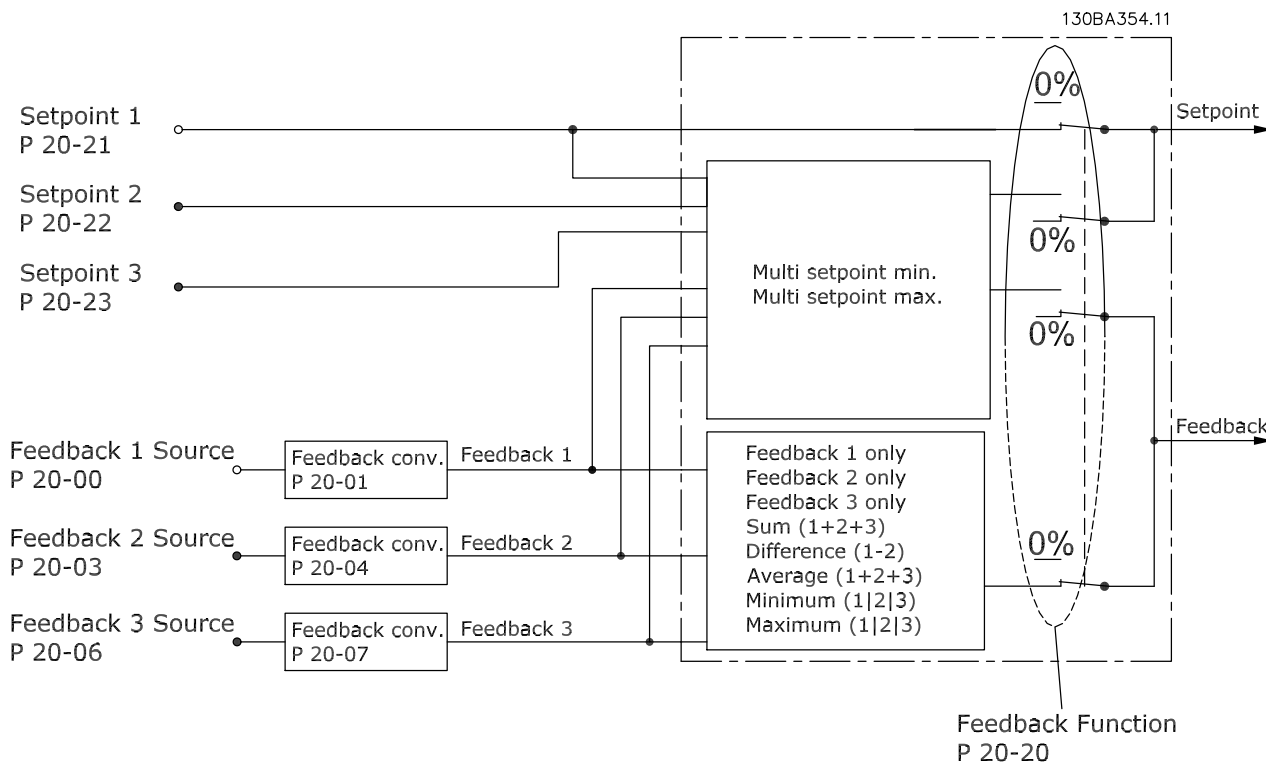 130BA354.11
0%
Setpoint 1
P 20-21
Setpoint
Setpoint 2
P 20-22
0%
Setpoint 3
P 20-23
Multi setpoint min.
Multi setpoint max.
0%
Feedback 1 Source
P 20-00
Feedback conv.
P 20-01
Feedback 1
Feedback
Feedback 2 Source
P 20-03
Feedback conv.
P 20-04
Feedback 2
Feedback 3 Source
P 20-06
Feedback conv.
P 20-07
Feedback 3
Feedback 1 only
Feedback 2 only
Feedback 3 only
Sum (1+2+3)
Difference (1-2)
Average (1+2+3)
Minimum (1|2|3)
Maximum (1|2|3)
0%
Feedback Function
P 20-20